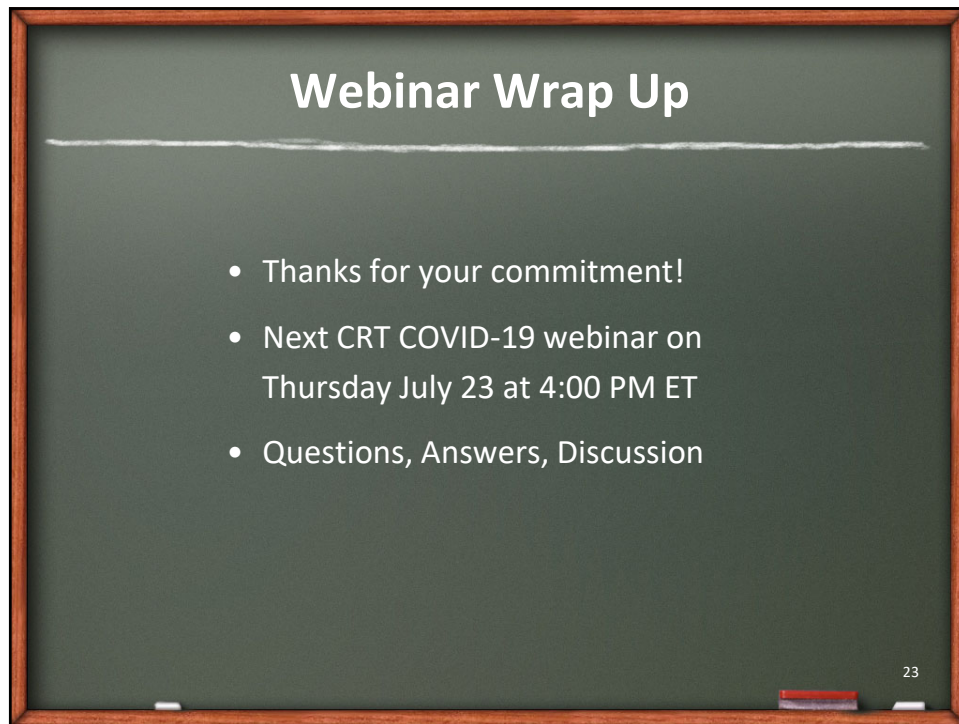 Webinar Wrap Up
• Thanks for your commitment!
• Next CRT COVID-19 webinar on
Thursday July 23 at 4:00 PM ET
• Questions, Answers, Discussion
23